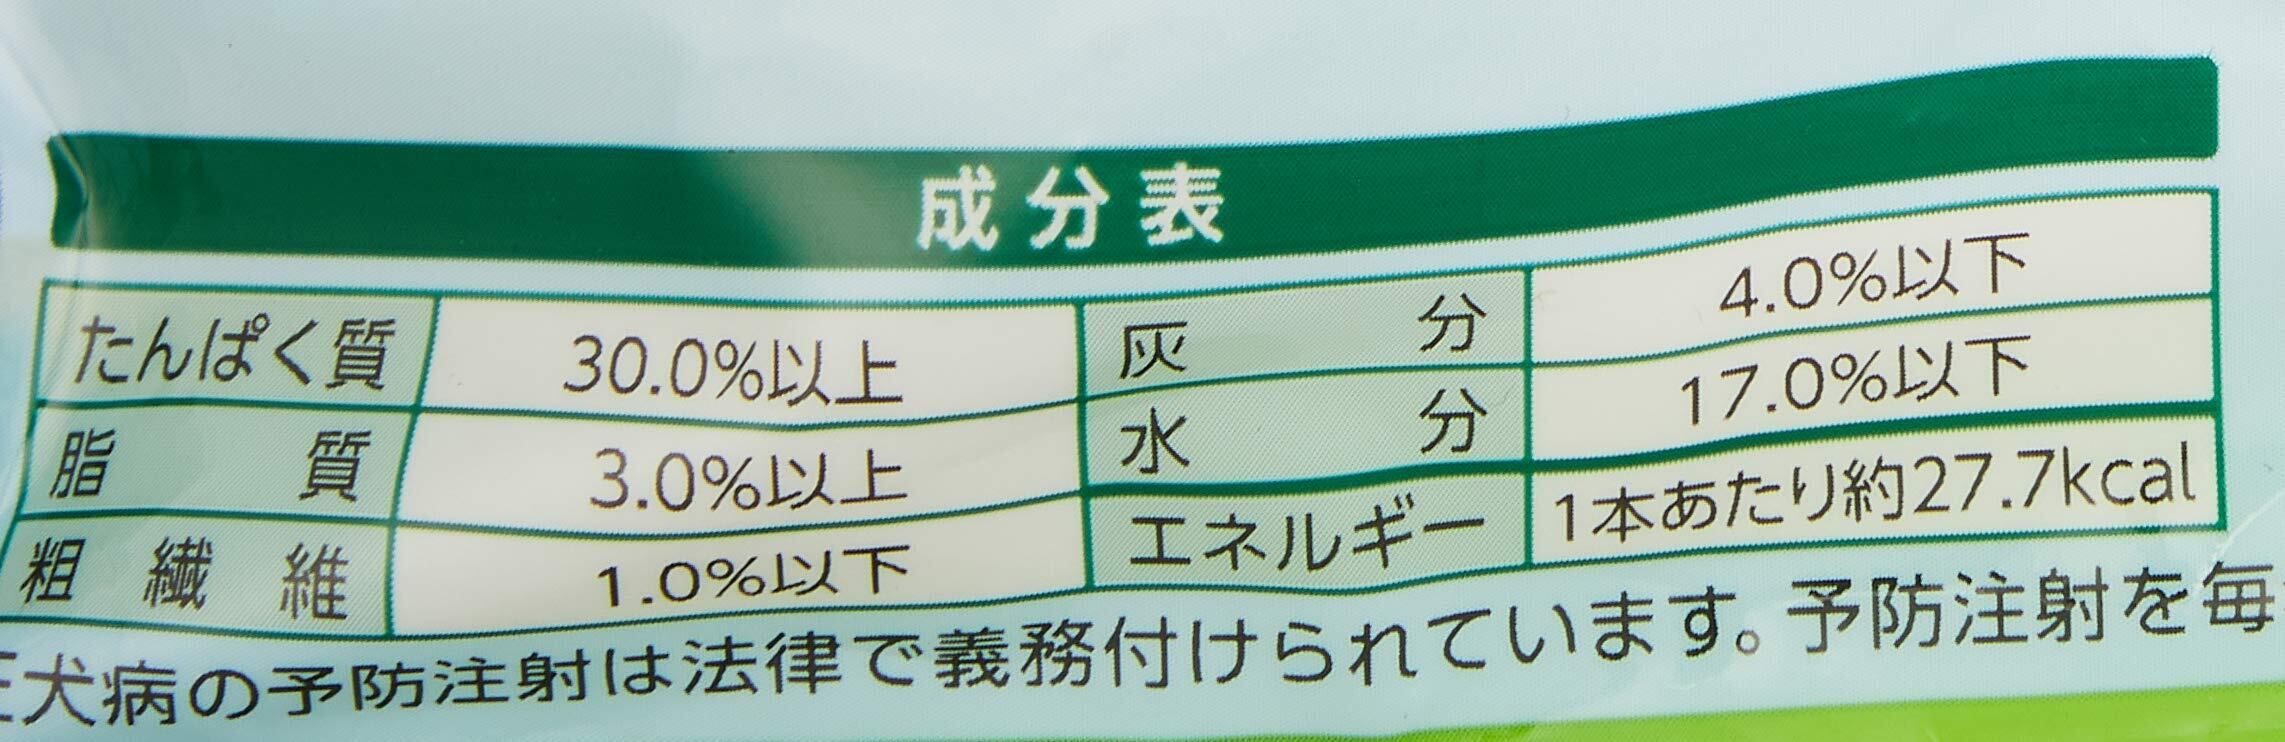 成分表
たんぱく質 30.0%以上 灰分 4.0%以下
脂質 3.0%以上 水分 17.0%以下
粗繊維 1.0%以下 エネルギー 1本あたり約27.7kcal
犬病の予防注射は法律で義務付けられています。予防注射を毎